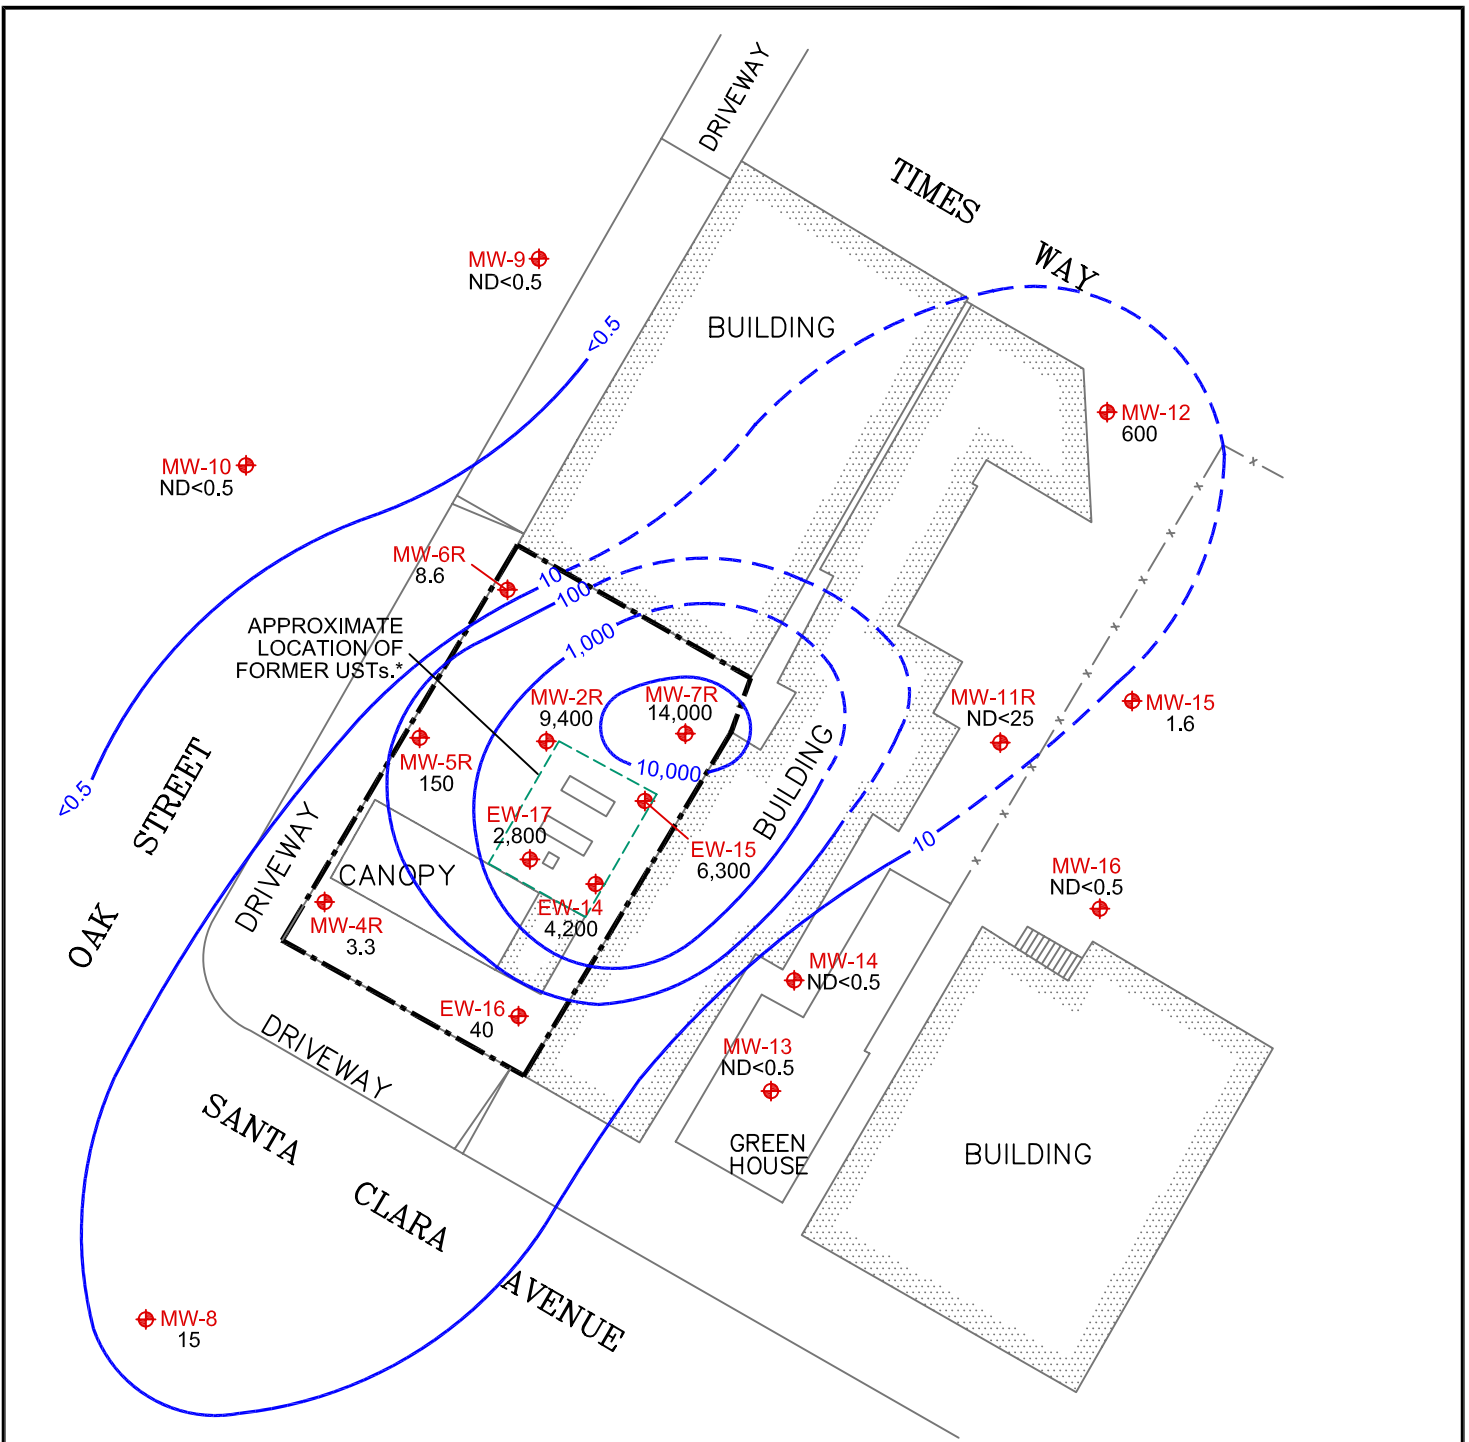 DRIVEWAY
TIMES
WAY
MW-9
ND<0.5
<0.5
BUILDING
MW-12
600
MW-10
ND<0.5
MW-6R
8.6
10
100
APPROXIMATE
LOCATION OF
FORMER USTs.*
1,000
MW-2R
9,400
MW-7R
14,000
MW-11R
ND<25
MW-15
1.6
MW-5R
150
10,000
<0.5
OAK STREET
DRIVEWAY
BUILDING
EW-17
2,800
EW-15
6,300
10
CANOPY
MW-16
ND<0.5
MW-4R
3.3
EW-14
4,200
MW-14
ND<0.5
EW-16
40
DRIVEWAY
MW-13
ND<0.5
GREEN
HOUSE
BUILDING
SANTA CLARA AVENUE
MW-8
15